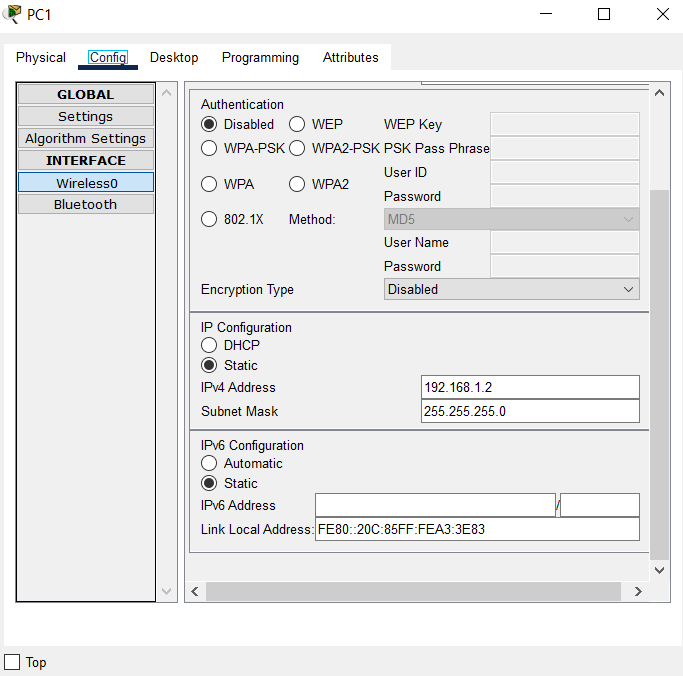 PC1
Physical Config Desktop Programming Attributes
GLOBAL
Settings
Algorithm Settings
INTERFACE
Wireless0
Bluetooth
Authentication
Disabled WEP WEP Key
WPA-PSK WPA2-PSK PSK Pass Phrase
User ID
WPA WPA2
Password
802.1X Method: MD5
User Name
Password
Encryption Type Disabled
IP Configuration
DHCP
Static
IPv4 Address 192.168.1.2
Subnet Mask 255.255.255.0
IPv6 Configuration
Automatic
Static
IPv6 Address /
Link Local Address: FE80::20C:85FF:FEA3:3E83
Top